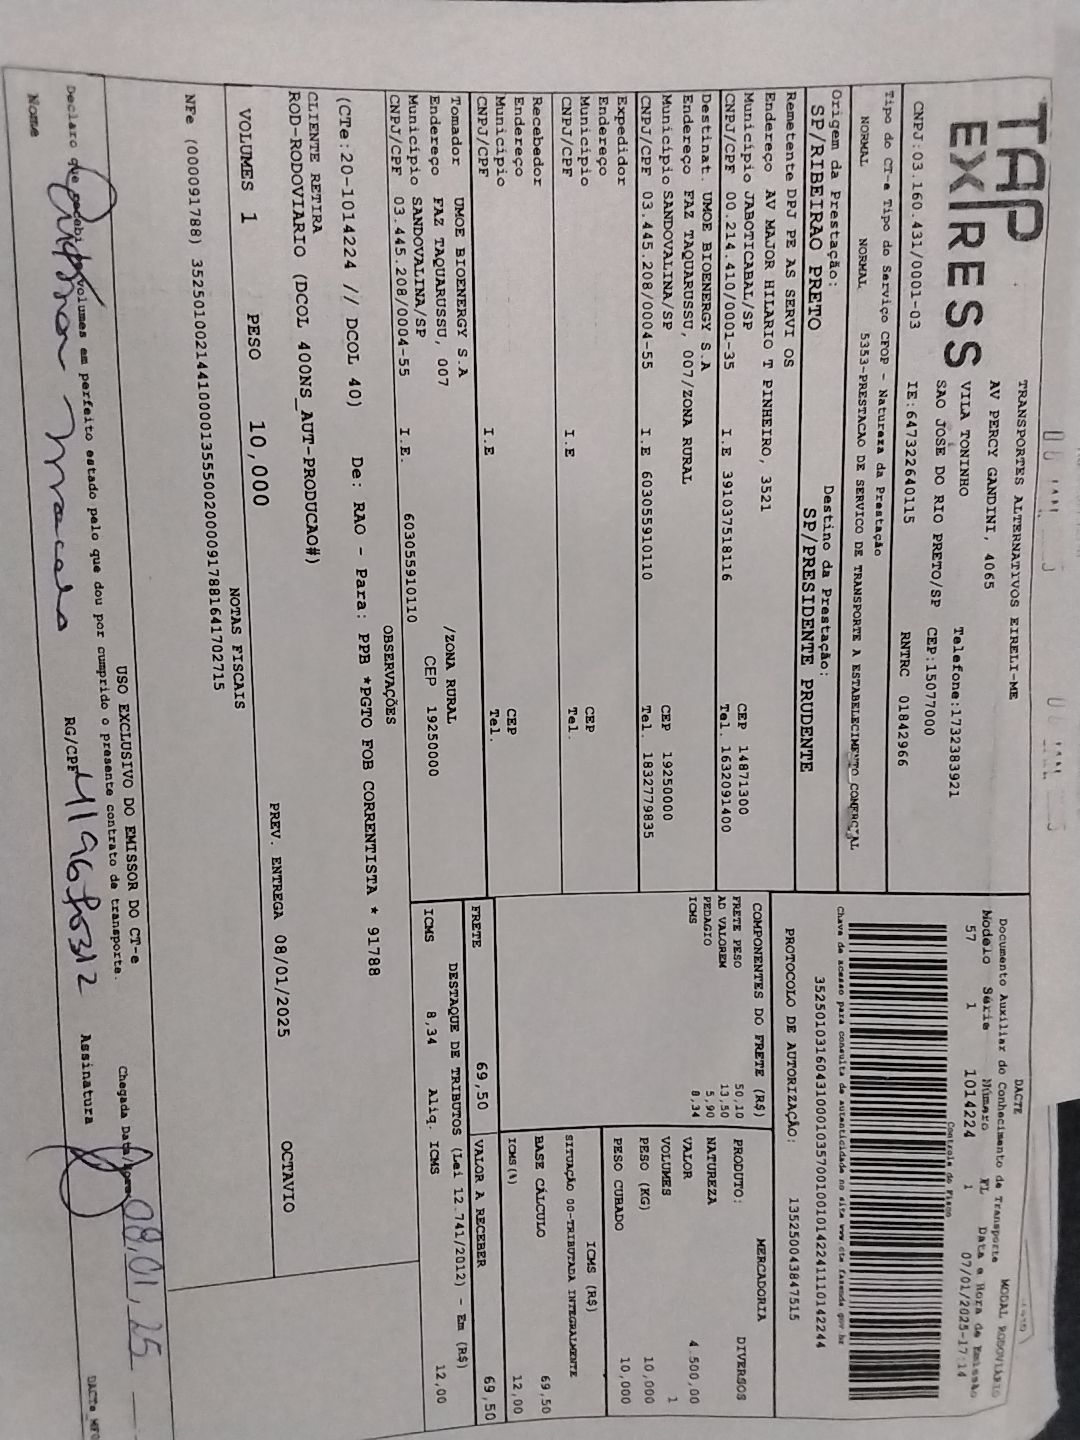 TAP
EXPRESS
TRANSPORTES ALTERNATIVOS EIRELI-ME
AV PERCY GANDINI, 4065
VILA TONINHO Telefone:1732383921
SAO JOSE DO RIO PRETO/SP CEP:15077000
CNPJ:03.160.431/0001-03 IE:647322640115 RNTRC 01842966
Tipo do CT-e Tipo do Serviço CFOP - Natureza da Prestação
NORMAL NORMAL 5353-PRESTACAO DE SERVICO DE TRANSPORTE A ESTABELECIMENTO COMERCIAL
Origem da Prestação: Destino da Prestação:
SP/RIBEIRAO PRETO SP/PRESIDENTE PRUDENTE
DACTE
Documento Auxiliar do Conhecimento de Transporte MODAL RODOVIÁRIO
Modelo Série Número FL Data e Hora de Emissão
57 1 1014224 1 07/01/2025-17:14
Controle do Fisco
Chave de acesso para consulta de autenticidade no site www.cte.fazenda.gov.br
35250103160431000103570010010142241110142244
PROTOCOLO DE AUTORIZAÇÃO: 135250043847515
Remetente DPJ PE AS SERVI OS
Endereço AV MAJOR HILARIO T PINHEIRO, 3521
Município JABOTICABAL/SP CEP 14871300
CNPJ/CPF 00.214.410/0001-35 I.E 391037518116 Tel. 1632091400
Destinat. UMOE BIOENERGY S.A
Endereço FAZ TAQUARUSSU, 007/ZONA RURAL
Município SANDOVALINA/SP CEP 19250000
CNPJ/CPF 03.445.208/0004-55 I.E 603055910110 Tel. 1832779835
Expedidor
Endereço
Município CEP
CNPJ/CPF I.E Tel.
Recebedor
Endereço
Município CEP
CNPJ/CPF I.E Tel.
Tomador UMOE BIOENERGY S.A
Endereço FAZ TAQUARUSSU, 007 /ZONA RURAL
Município SANDOVALINA/SP CEP 19250000
CNPJ/CPF 03.445.208/0004-55 I.E. 603055910110
COMPONENTES DO FRETE (R$)
FRETE PESO 50,10
AD VALOREM 13,50
PEDAGIO 5,90
ICMS 8,34
MERCADORIA
PRODUTO: DIVERSOS
NATUREZA
VALOR 4.500,00
VOLUMES 1
PESO (KG) 10,000
PESO CUBADO 10,000
ICMS (R$)
SITUAÇÃO 00-TRIBUTADA INTEGRALMENTE
BASE CÁLCULO 69,50
ICMS(%) 12,00
FRETE 69,50 VALOR A RECEBER 69,50
DESTAQUE DE TRIBUTOS (Lei 12.741/2012) - Em (R$)
ICMS 8,34 Aliq. ICMS 12,00
OBSERVAÇÕES
(CTe:20-1014224 // DCOL 40) De: RAO - Para: PPB *PGTO FOB CORRENTISTA * 91788
CLIENTE RETIRA
ROD-RODOVIARIO (DCOL 400NS_AUT-PRODUCAO#)
VOLUMES 1 PESO 10,000 PREV. ENTREGA 08/01/2025 OCTAVIO
NOTAS FISCAIS
NFe (000091788) 35250100214410000135550020000917881641702715
USO EXCLUSIVO DO EMISSOR DO CT-e
Declaro que recebi volumes em perfeito estado pelo que dou por cumprido o presente contrato de transporte.
Chegada Data/Hora 08,01,25
Nome RG/CPF Assinatura